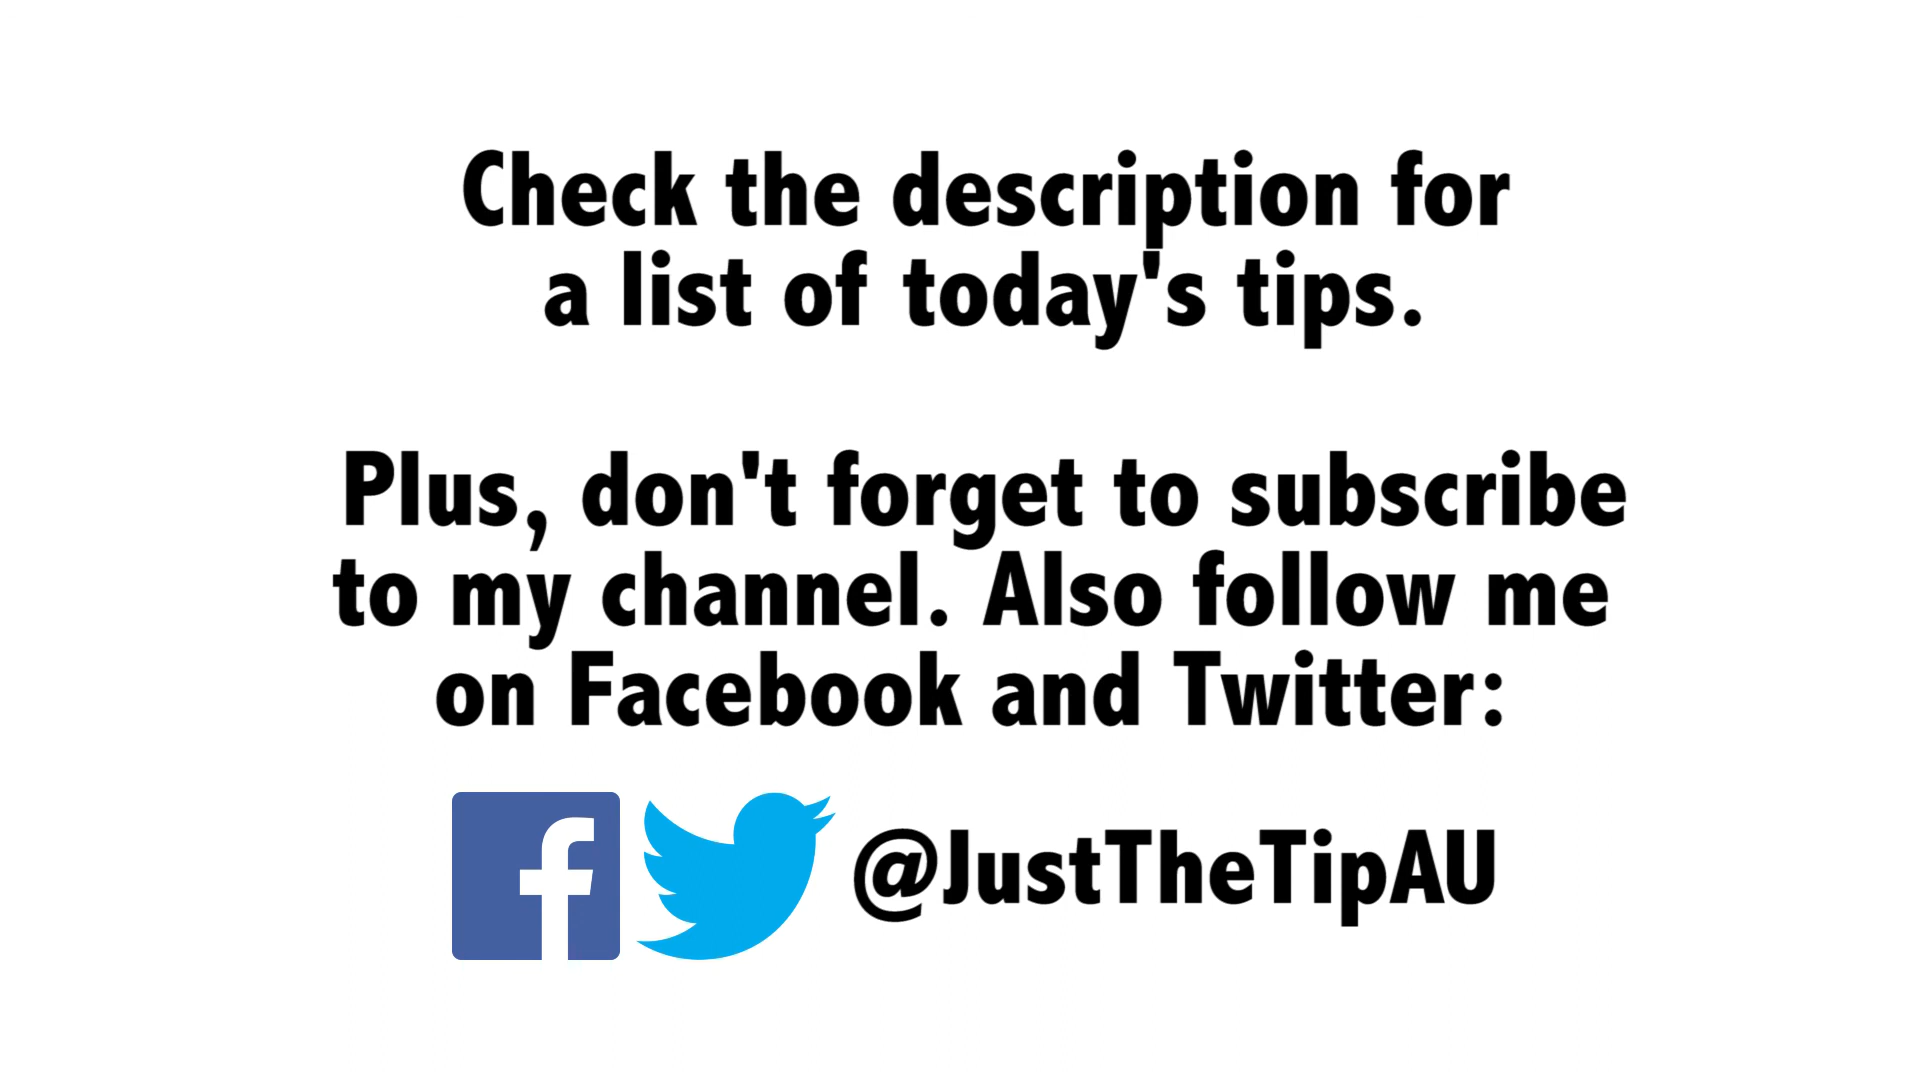 Check the description for
a list of today's tips.
Plus, don't forget to subscribe
to my channel. Also follow me
on Facebook and Twitter:
f @JustTheTipAU